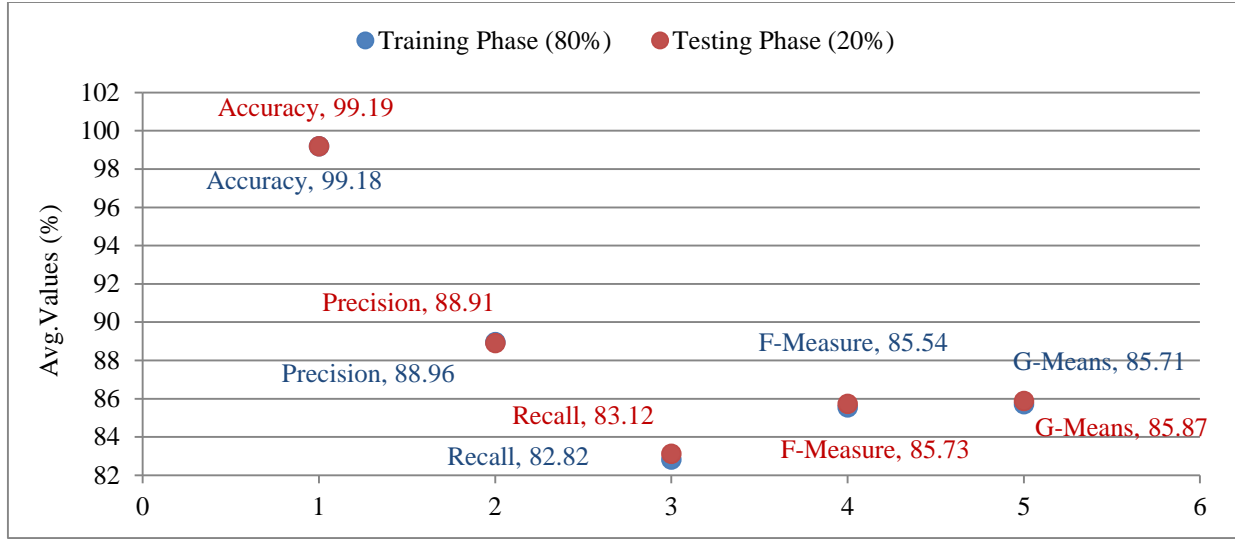 Training Phase (80%) Testing Phase (20%)
Avg.Values (%)
102
100
98
96
94
92
90
88
86
84
82
Accuracy, 99.19
Accuracy, 99.18
Precision, 88.91
Precision, 88.96
Recall, 83.12
Recall, 82.82
F-Measure, 85.54
F-Measure, 85.73
G-Means, 85.71
G-Means, 85.87
0 1 2 3 4 5 6